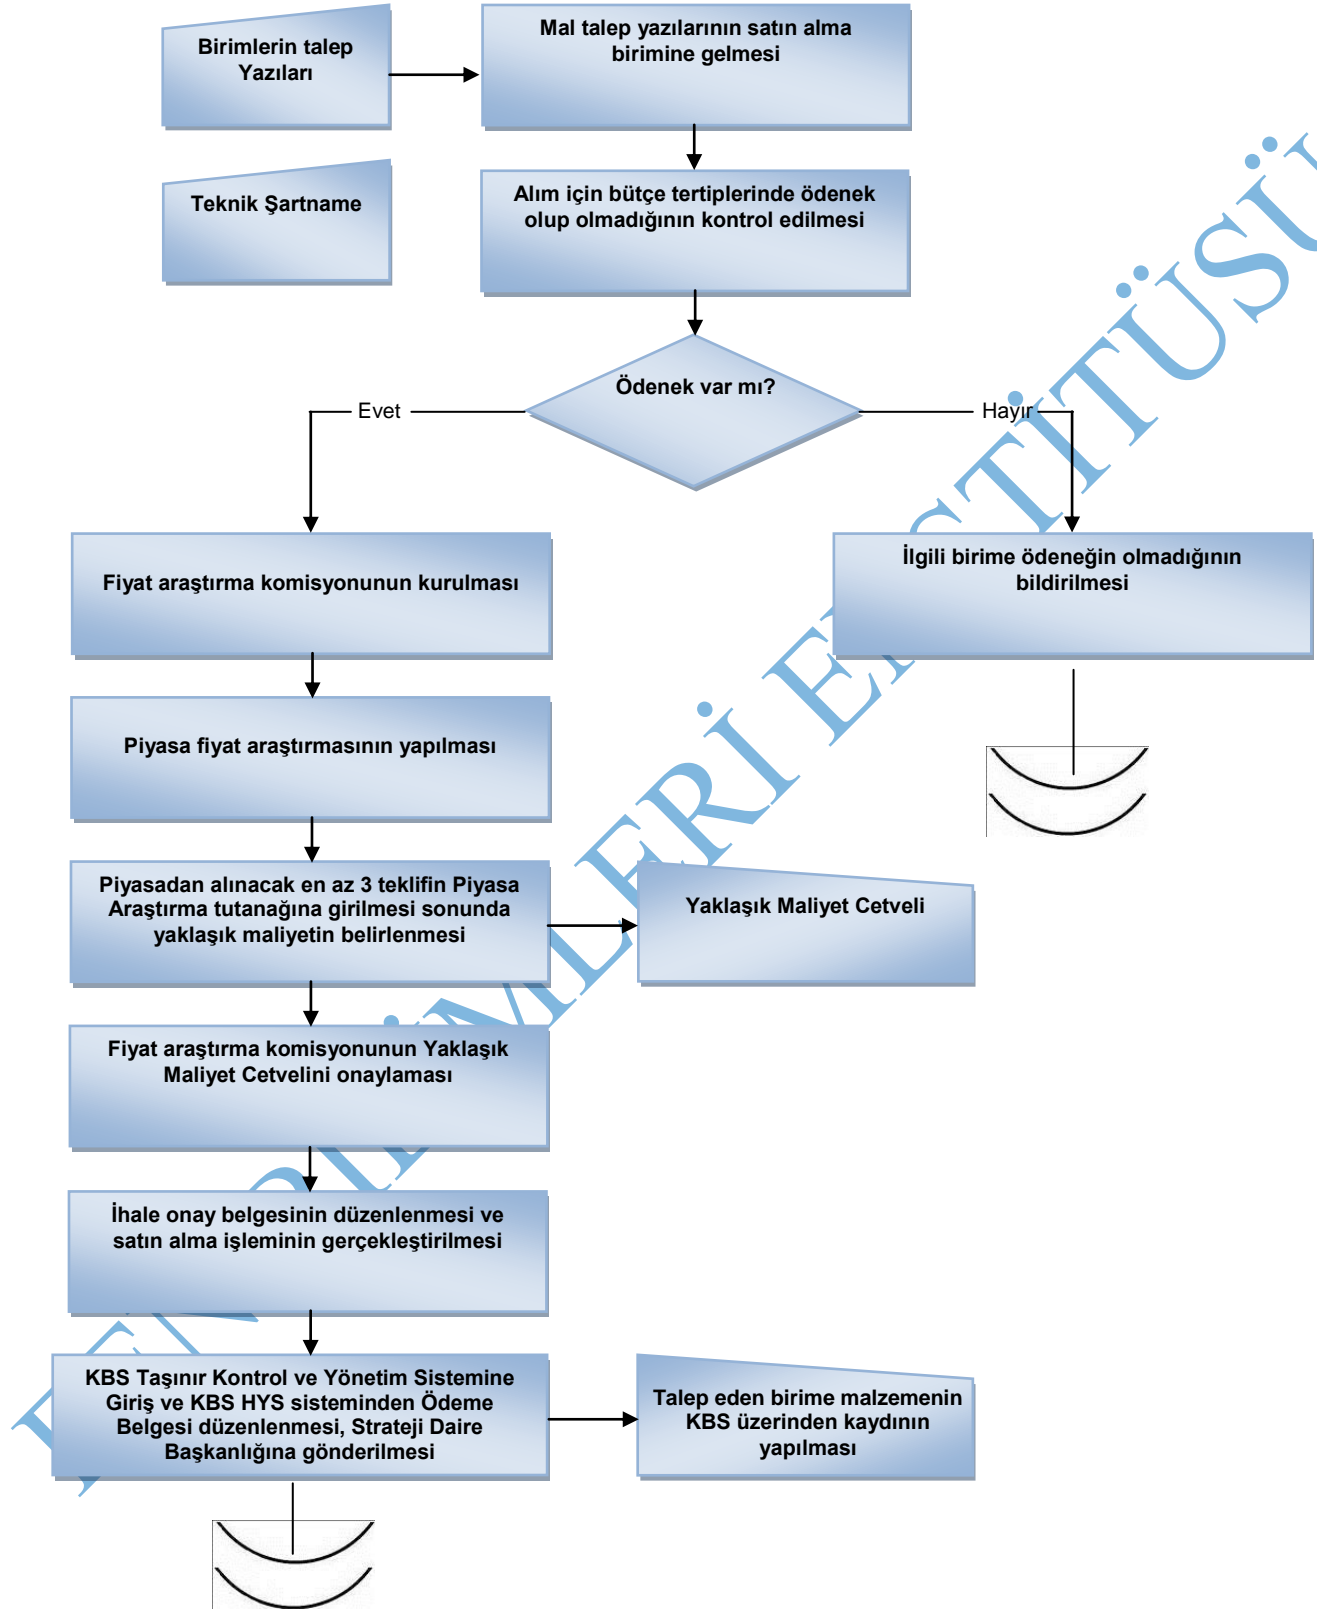 Birimlerin talep
Yazıları
Mal talep yazılarının satın alma
birimine gelmesi
Teknik Şartname
Alım için bütçe tertiplerinde ödenek
olup olmadığının kontrol edilmesi
Ödenek var mı?
Evet
Hayır
Fiyat araştırma komisyonunun kurulması
İlgili birime ödeneğin olmadığının
bildirilmesi
Piyasa fiyat araştırmasının yapılması
Piyasadan alınacak en az 3 teklifin Piyasa
Araştırma tutanağına girilmesi sonunda
yaklaşık maliyetin belirlenmesi
Yaklaşık Maliyet Cetveli
Fiyat araştırma komisyonunun Yaklaşık
Maliyet Cetvelini onaylaması
İhale onay belgesinin düzenlenmesi ve
satın alma işleminin gerçekleştirilmesi
KBS Taşınır Kontrol ve Yönetim Sistemine
Giriş ve KBS HYS sisteminden Ödeme
Belgesi düzenlenmesi, Strateji Daire
Başkanlığına gönderilmesi
Talep eden birime malzemenin
KBS üzerinden kaydının
yapılması